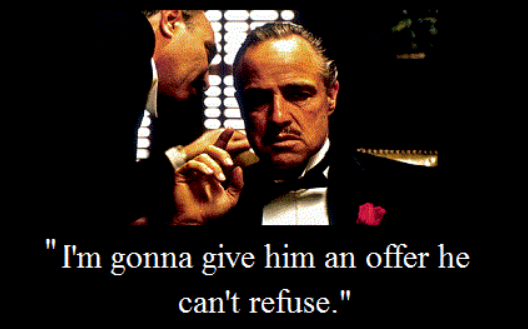 "I'm gonna give him an offer he
can't refuse."